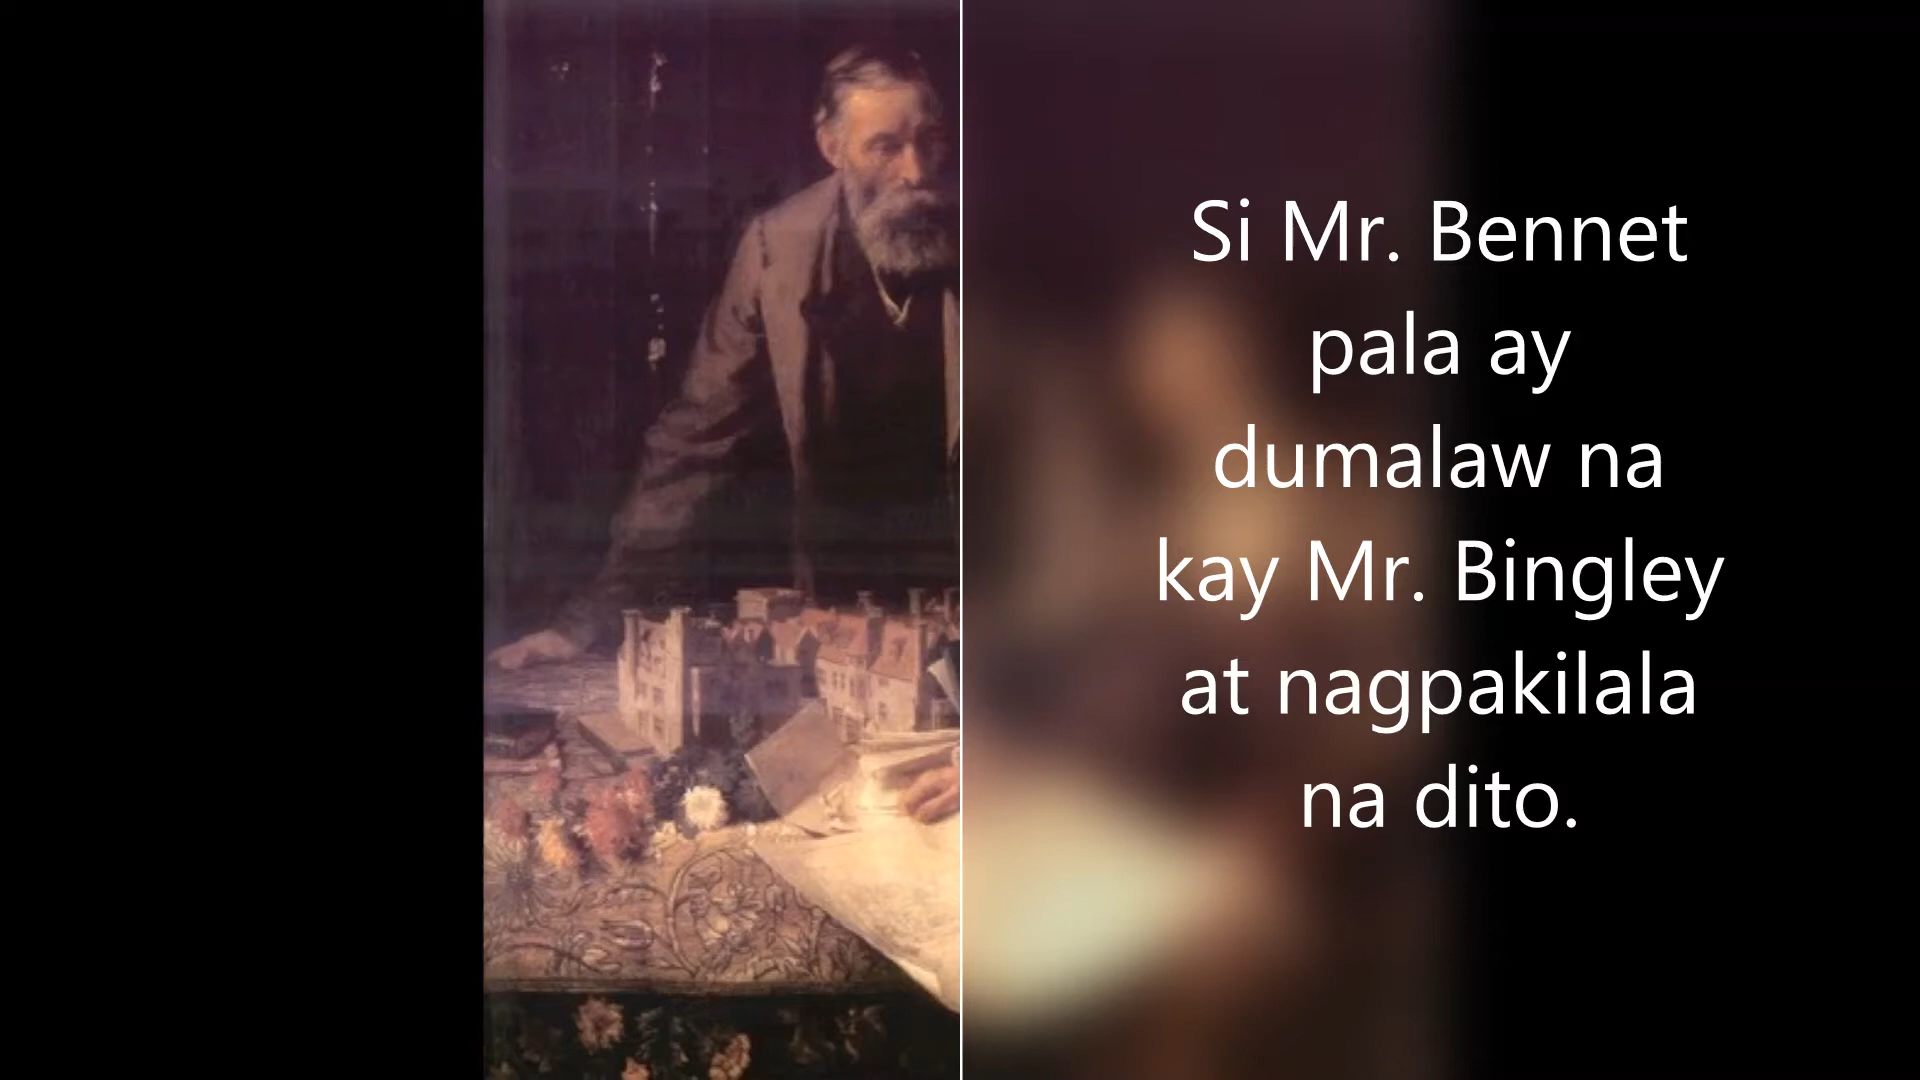 Si Mr. Bennet
pala ay
dumalaw na
kay Mr. Bingley
at nagpakilala
na dito.